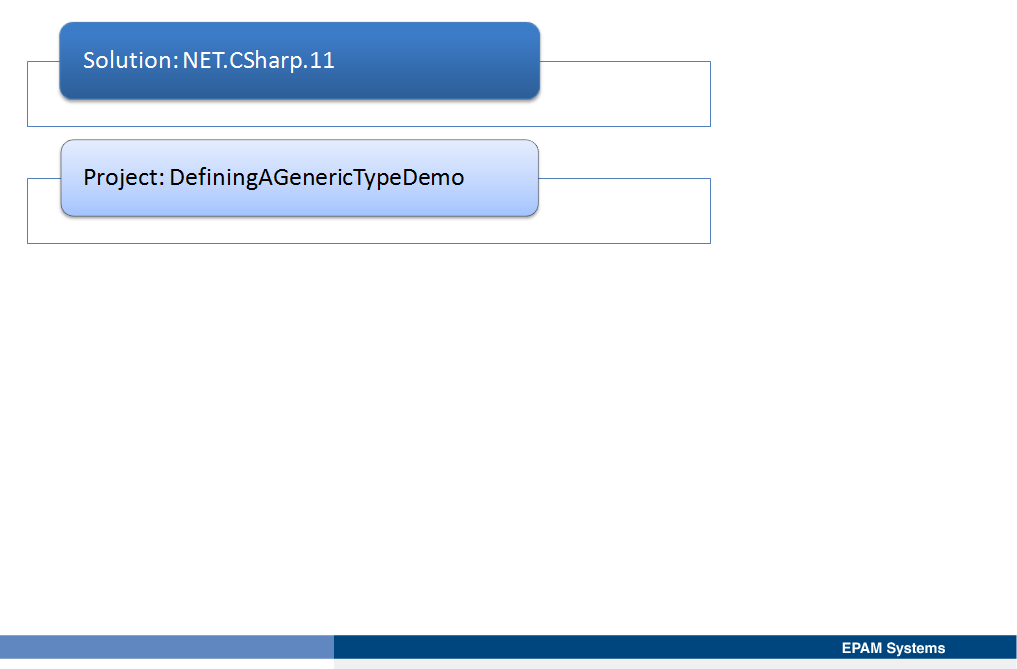 Solution: NET.CSharp.11
Project: DefiningAGenericTypeDemo
EPAM Systems